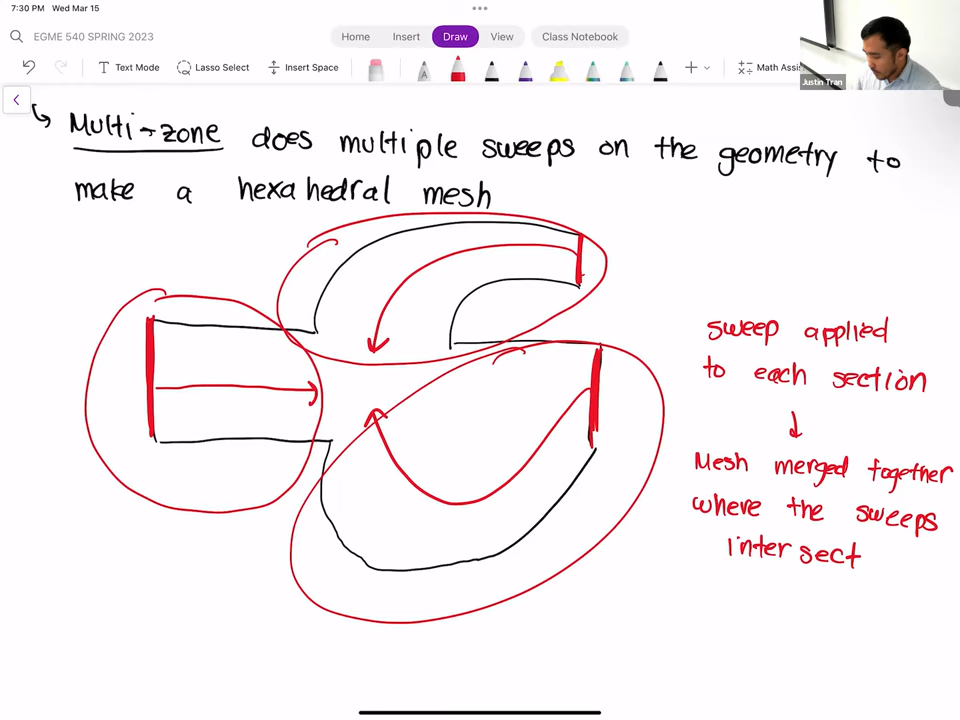 7:30 PM Wed Mar 15
EGME 540 SPRING 2023
Home Insert Draw View Class Notebook
Text Mode Lasso Select Insert Space Math Assis
Justin Tran
Multi-zone does multiple sweeps on the geometry to
make a hexahedral mesh
sweep applied
to each section
Mesh merged together
where the sweeps
intersect